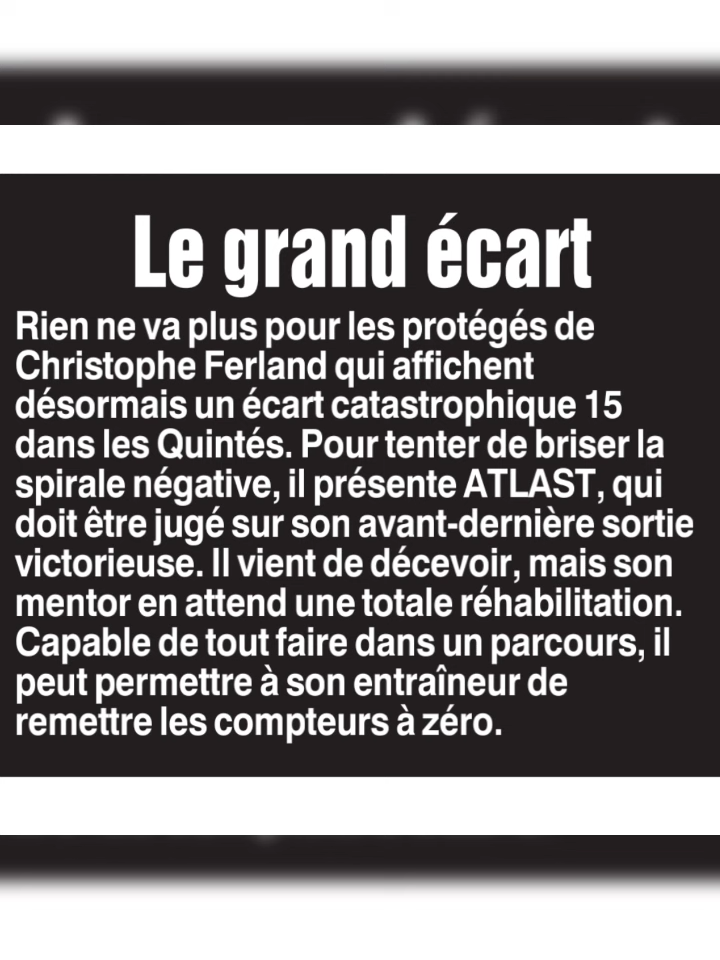 Le grand écart
Rien ne va plus pour les protégés de
Christophe Ferland qui affichent
désormais un écart catastrophique 15
dans les Quintés. Pour tenter de briser la
spirale négative, il présente ATLAST, qui
doit être jugé sur son avant-dernière sortie
victorieuse. Il vient de décevoir, mais son
mentor en attend une totale réhabilitation.
Capable de tout faire dans un parcours, il
peut permettre à son entraîneur de
remettre les compteurs à zéro.